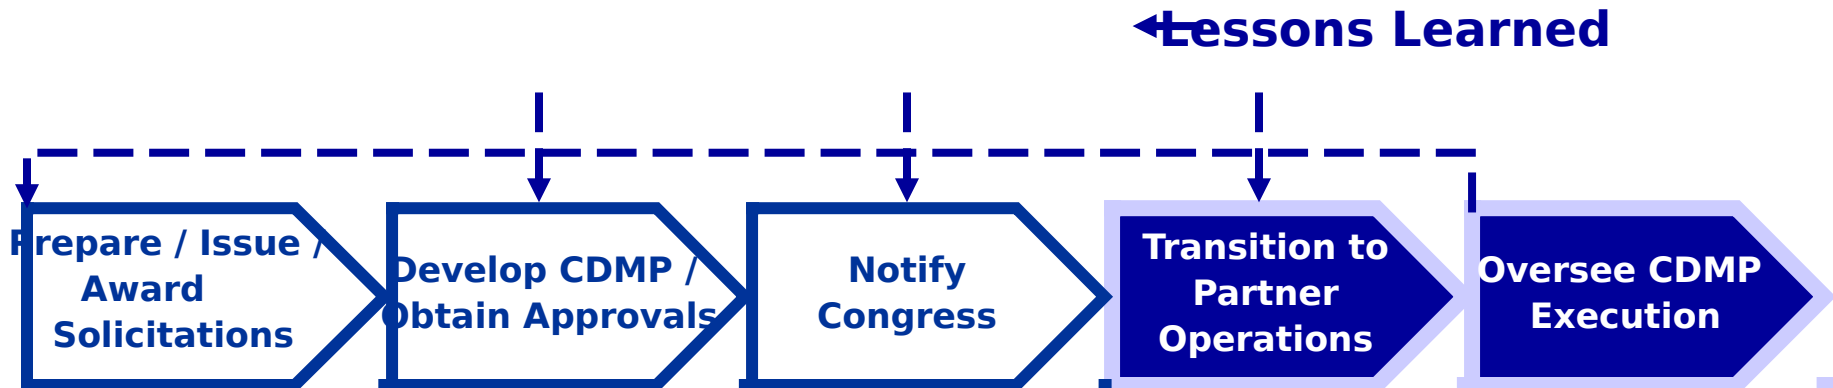 Lessons Learned
Prepare / Issue /
Award
Solicitations
Develop CDMP /
Obtain Approvals
Notify
Congress
Transition to
Partner
Operations
Oversee CDMP
Execution